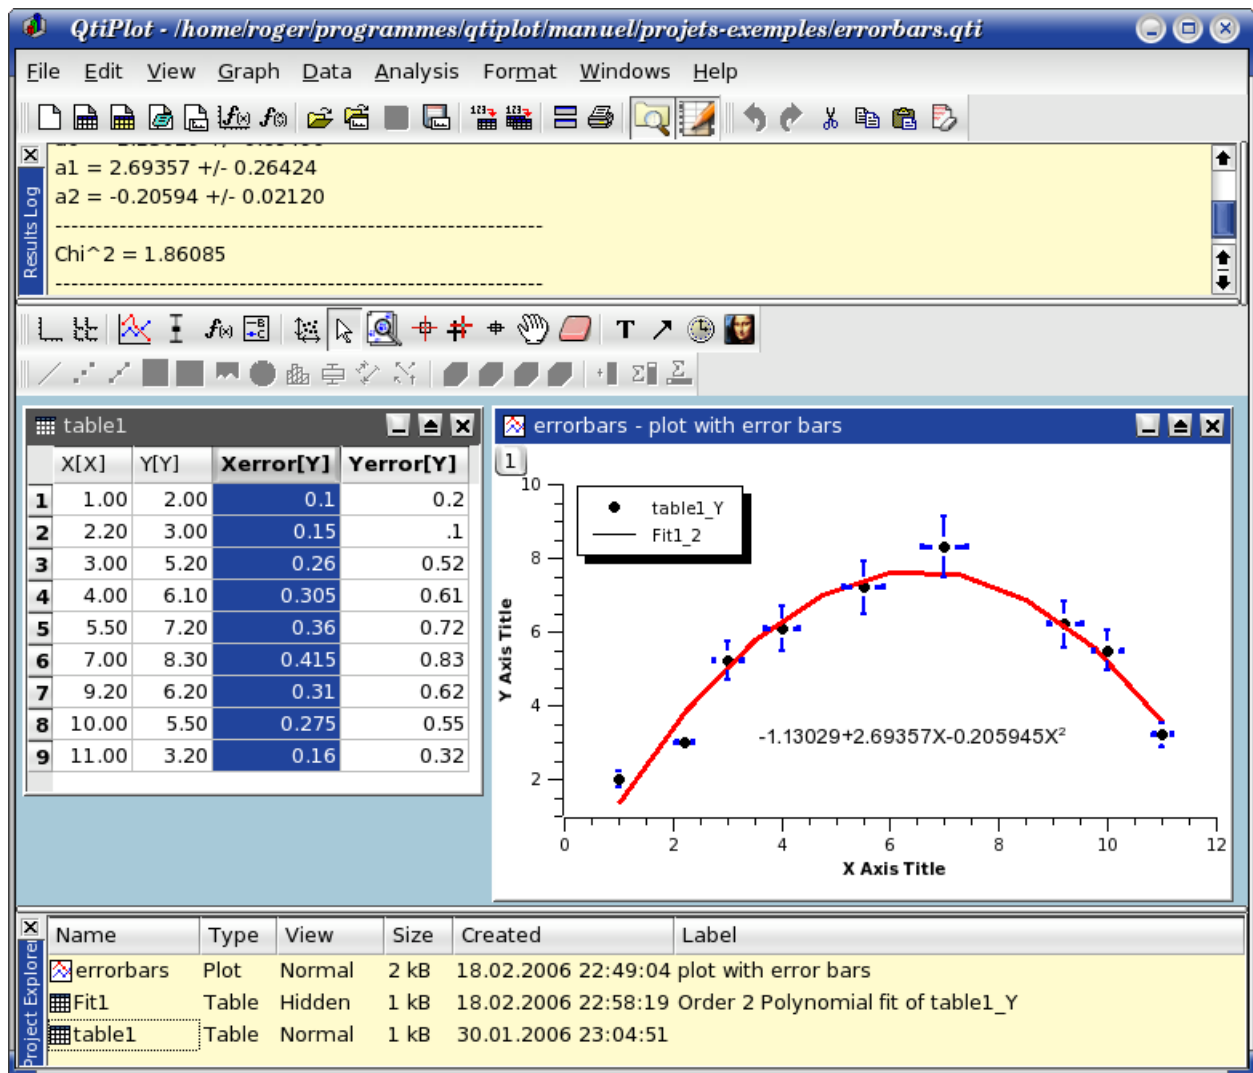 QtiPlot - /home/roger/programmes/qtiplot/manuel/projets-exemples/errorbars.qti
File Edit View Graph Data Analysis Format Windows Help
Results Log
a1 = 2.69357 +/- 0.26424
a2 = -0.20594 +/- 0.02120
-------------------------------------------------------------
Chi^2 = 1.86085
-------------------------------------------------------------
table1
X[X] Y[Y] Xerror[Y] Yerror[Y]
1 1.00 2.00 0.1 0.2
2 2.20 3.00 0.15 .1
3 3.00 5.20 0.26 0.52
4 4.00 6.10 0.305 0.61
5 5.50 7.20 0.36 0.72
6 7.00 8.30 0.415 0.83
7 9.20 6.20 0.31 0.62
8 10.00 5.50 0.275 0.55
9 11.00 3.20 0.16 0.32
errorbars - plot with error bars
1
table1_Y
Fit1_2
10
8
6
4
2
Y Axis Title
-1.13029+2.69357X-0.205945X²
0 2 4 6 8 10 12
X Axis Title
Project Explorer
Name Type View Size Created Label
errorbars Plot Normal 2 kB 18.02.2006 22:49:04 plot with error bars
Fit1 Table Hidden 1 kB 18.02.2006 22:58:19 Order 2 Polynomial fit of table1_Y
table1 Table Normal 1 kB 30.01.2006 23:04:51